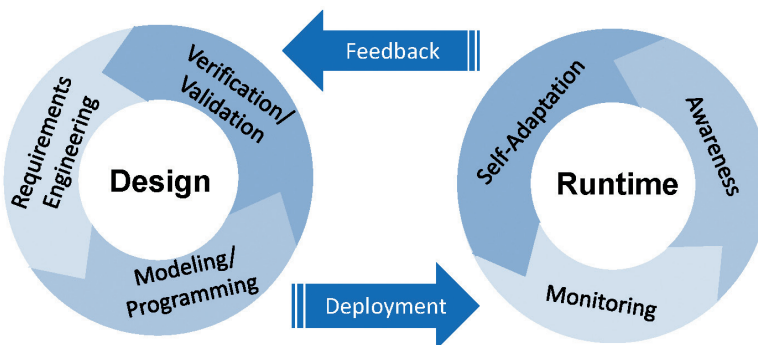 Feedback
Requirements
Engineering
Verification/
Validation
Design
Modeling/
Programming
Self-Adaptation
Awareness
Runtime
Monitoring
Deployment